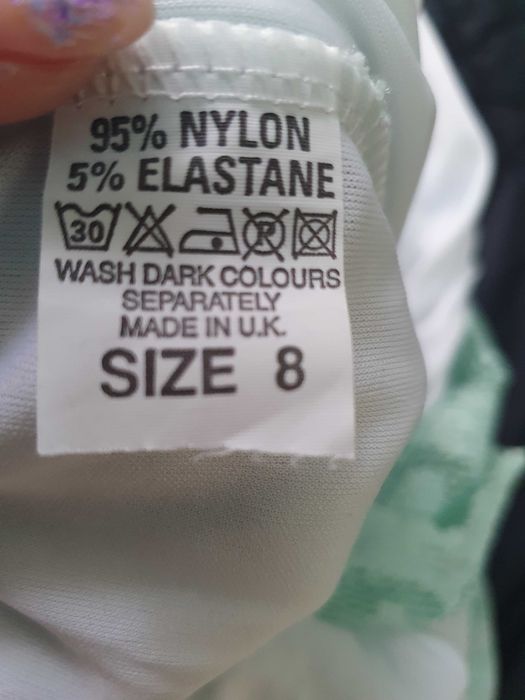 95% NYLON
5% ELASTANE
30 P
WASH DARK COLOURS
SEPARATELY
MADE IN U.K.
SIZE 8